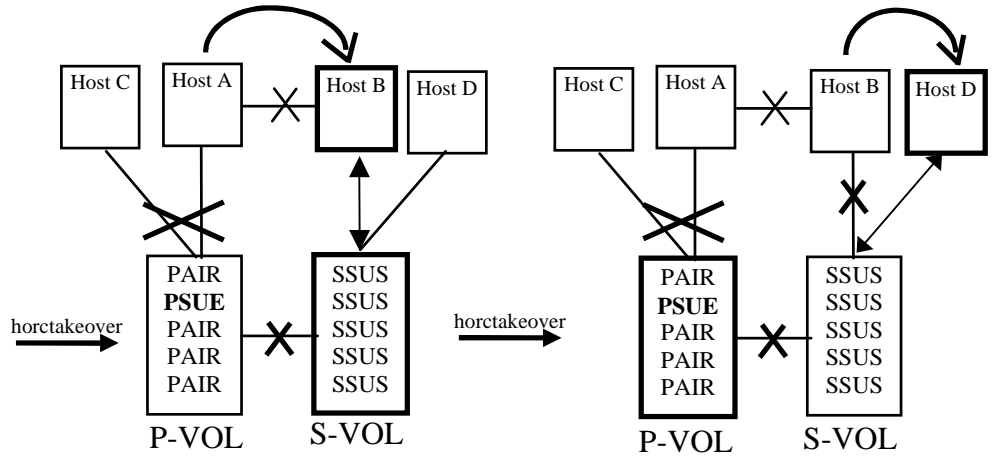 Host C
Host A
Host B
Host D
horctakeover
PAIR
PSUE
PAIR
PAIR
PAIR
P-VOL
SSUS
SSUS
SSUS
SSUS
SSUS
S-VOL
Host C
Host A
Host B
Host D
horctakeover
PAIR
PSUE
PAIR
PAIR
PAIR
P-VOL
SSUS
SSUS
SSUS
SSUS
SSUS
S-VOL